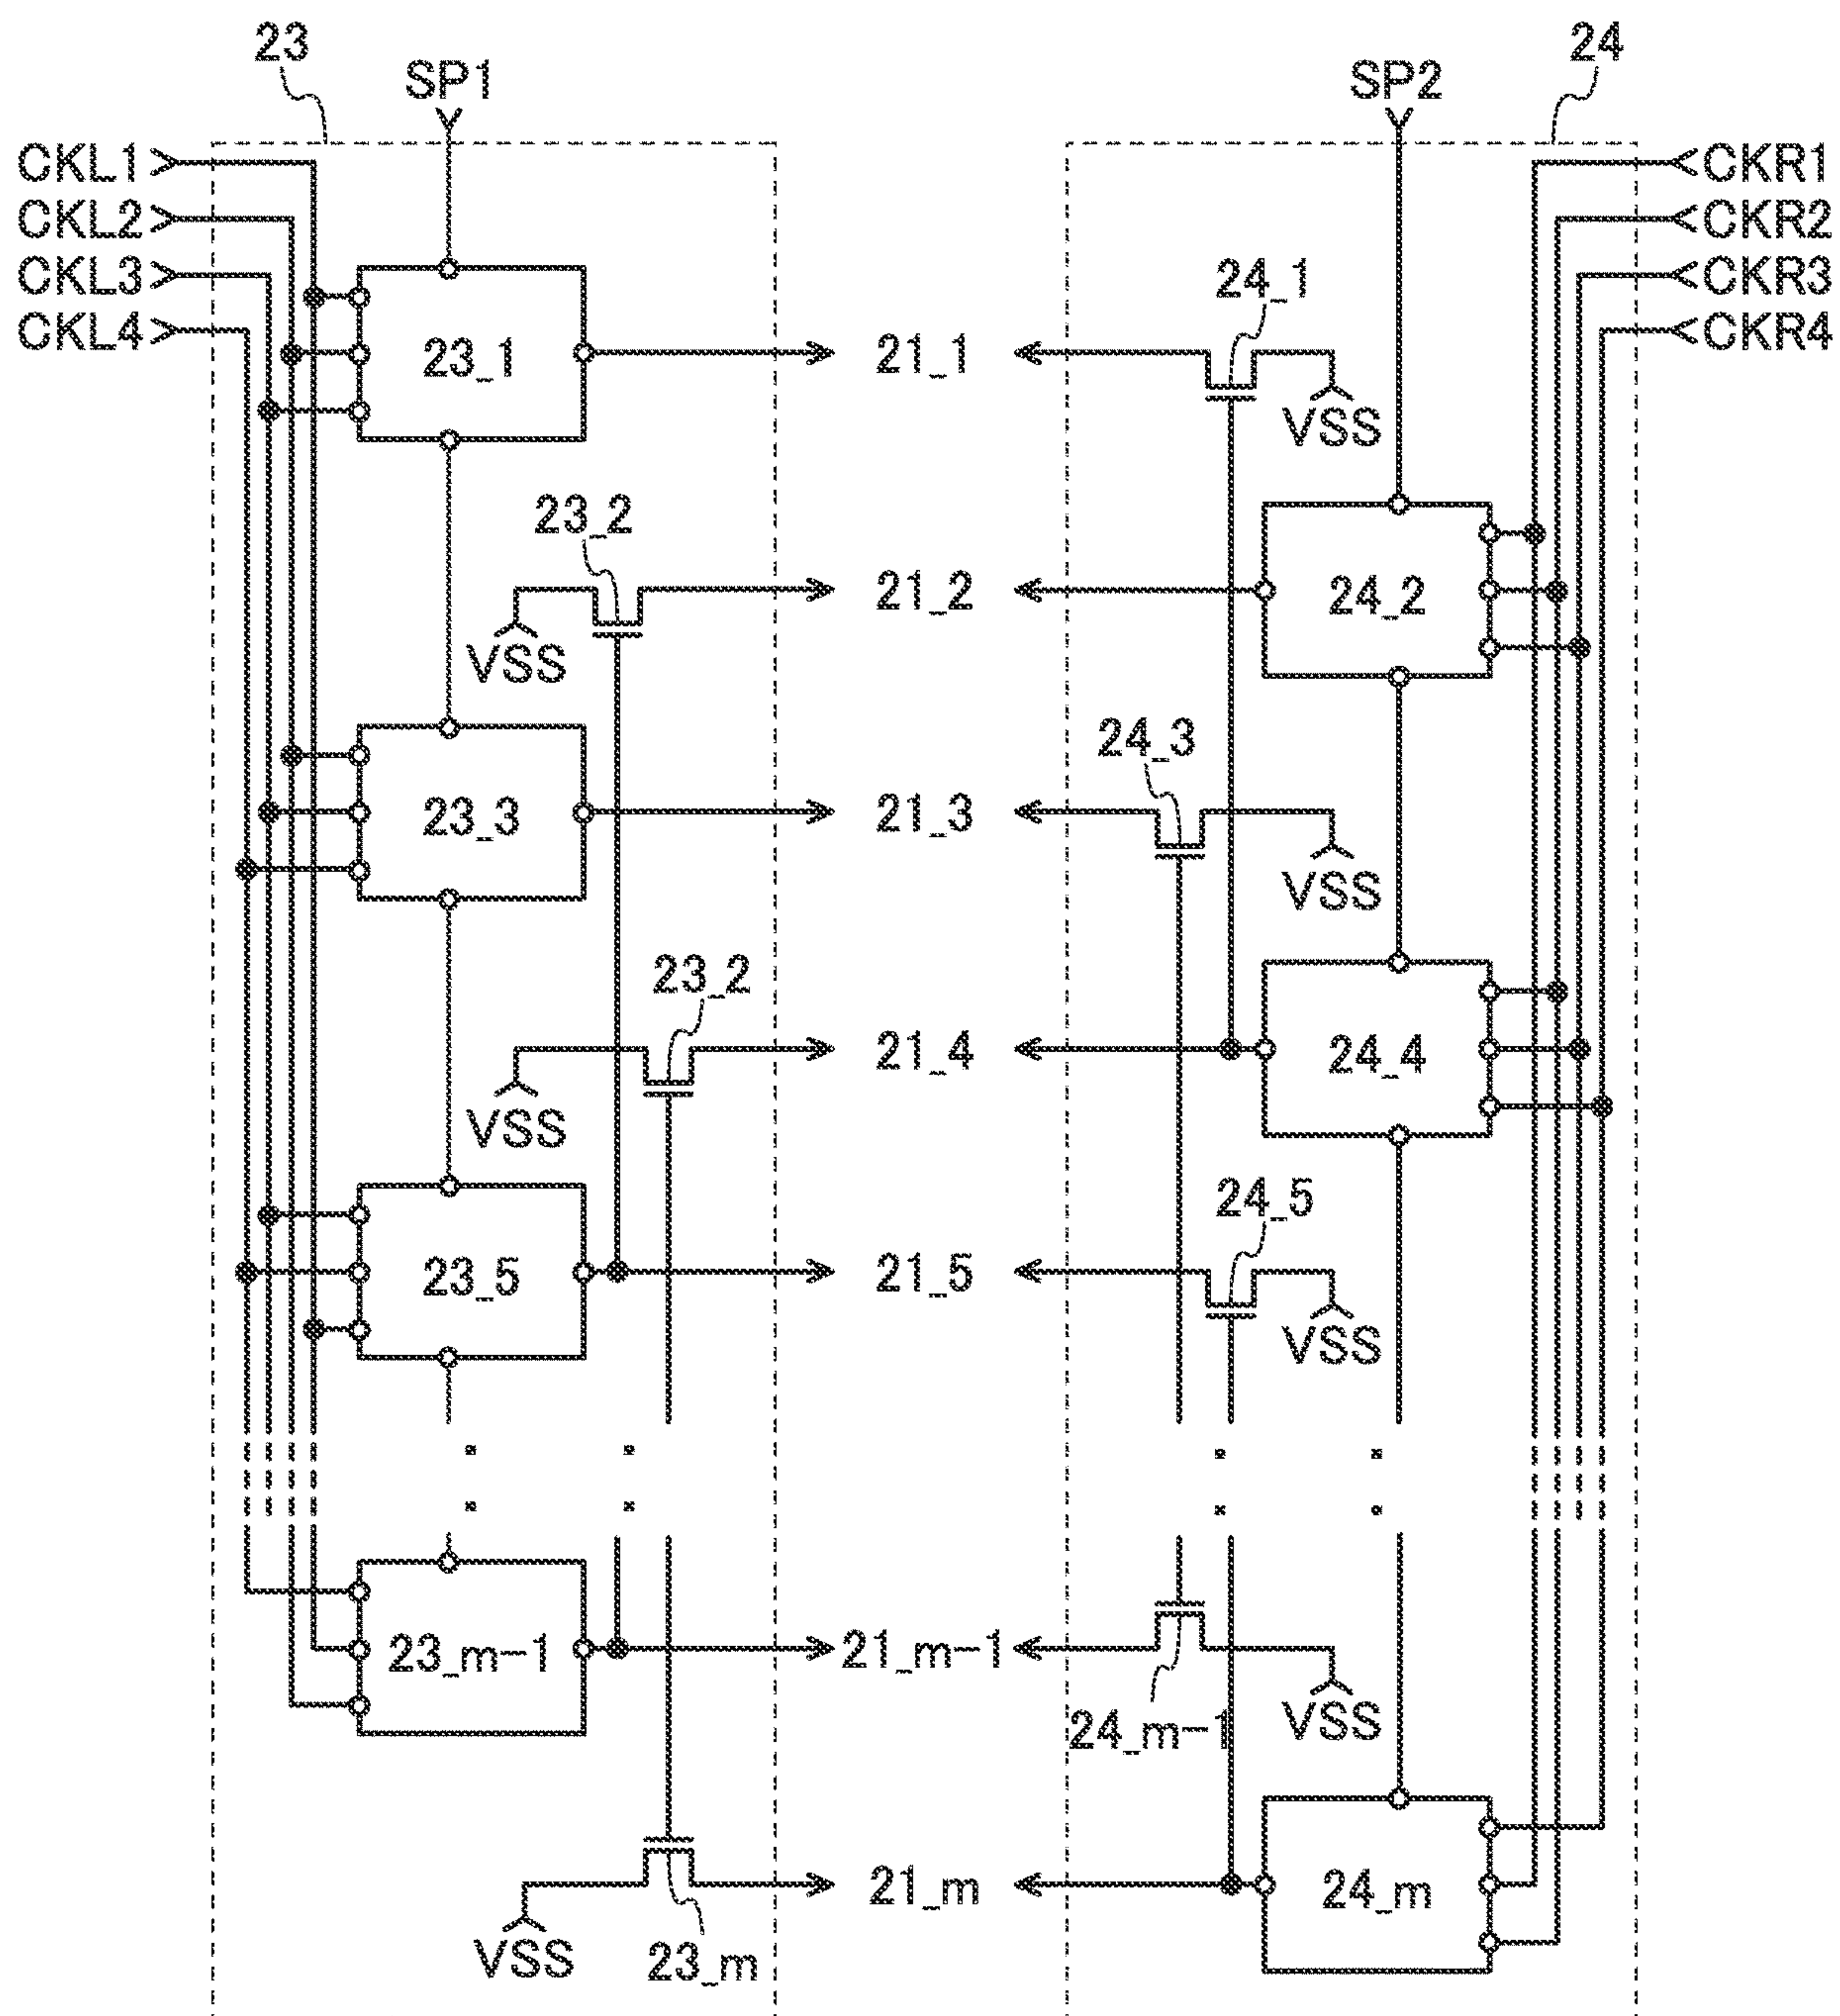 23
24
SP1
SP2
CKL1
CKR1
CKL2
CKR2
CKL3
24_1
CKR3
CKL4
CKR4
23_1
21_1
VSS
23_2
21_2
24_2
VSS
24_3
23_3
21_3
VSS
23_2
21_4
24_4
VSS
24_5
23_5
21_5
VSS
23_m-1
21_m-1
24_m-1
VSS
21_m
24_m
VSS
23_m